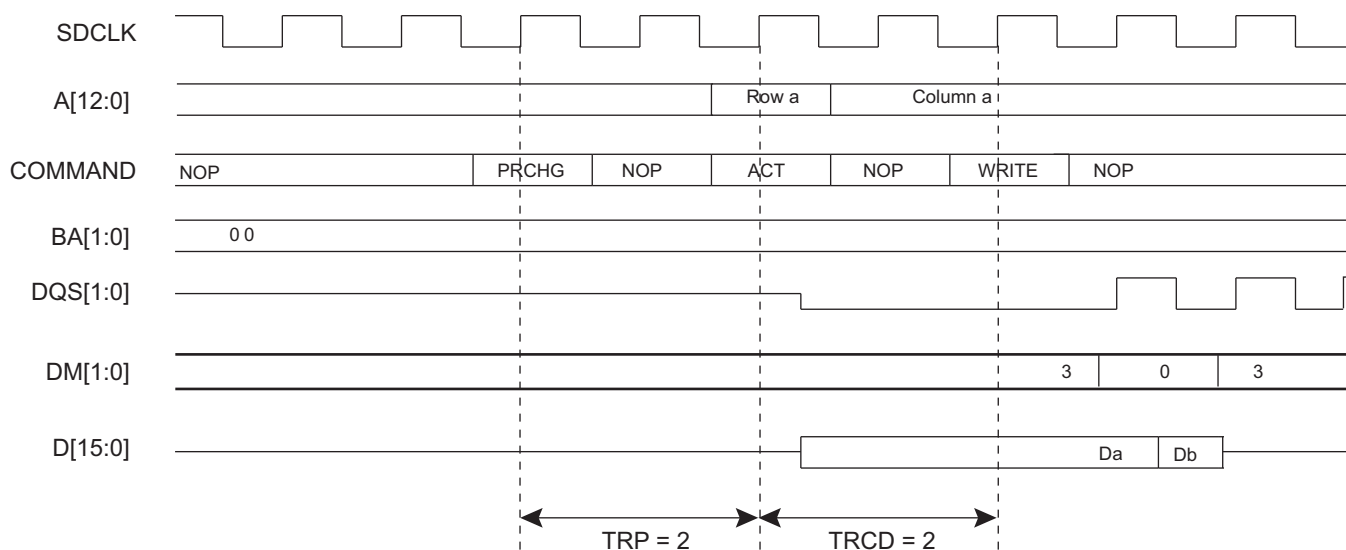 SDCLK
A[12:0] Row a Column a
COMMAND NOP PRCHG NOP ACT NOP WRITE NOP
BA[1:0] 0 0
DQS[1:0]
DM[1:0] 3 0 3
D[15:0] Da Db
TRP = 2 TRCD = 2